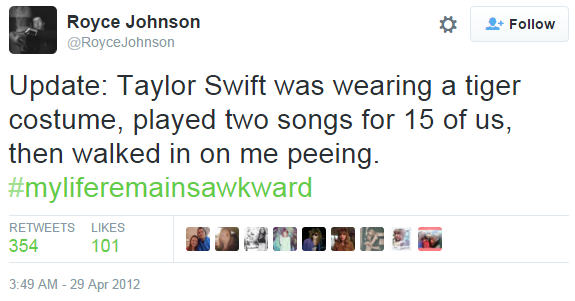 Royce Johnson
@RoyceJohnson
Follow
Update: Taylor Swift was wearing a tiger
costume, played two songs for 15 of us,
then walked in on me peeing.
#myliferemainsawkward
RETWEETS LIKES
354 101
3:49 AM - 29 Apr 2012